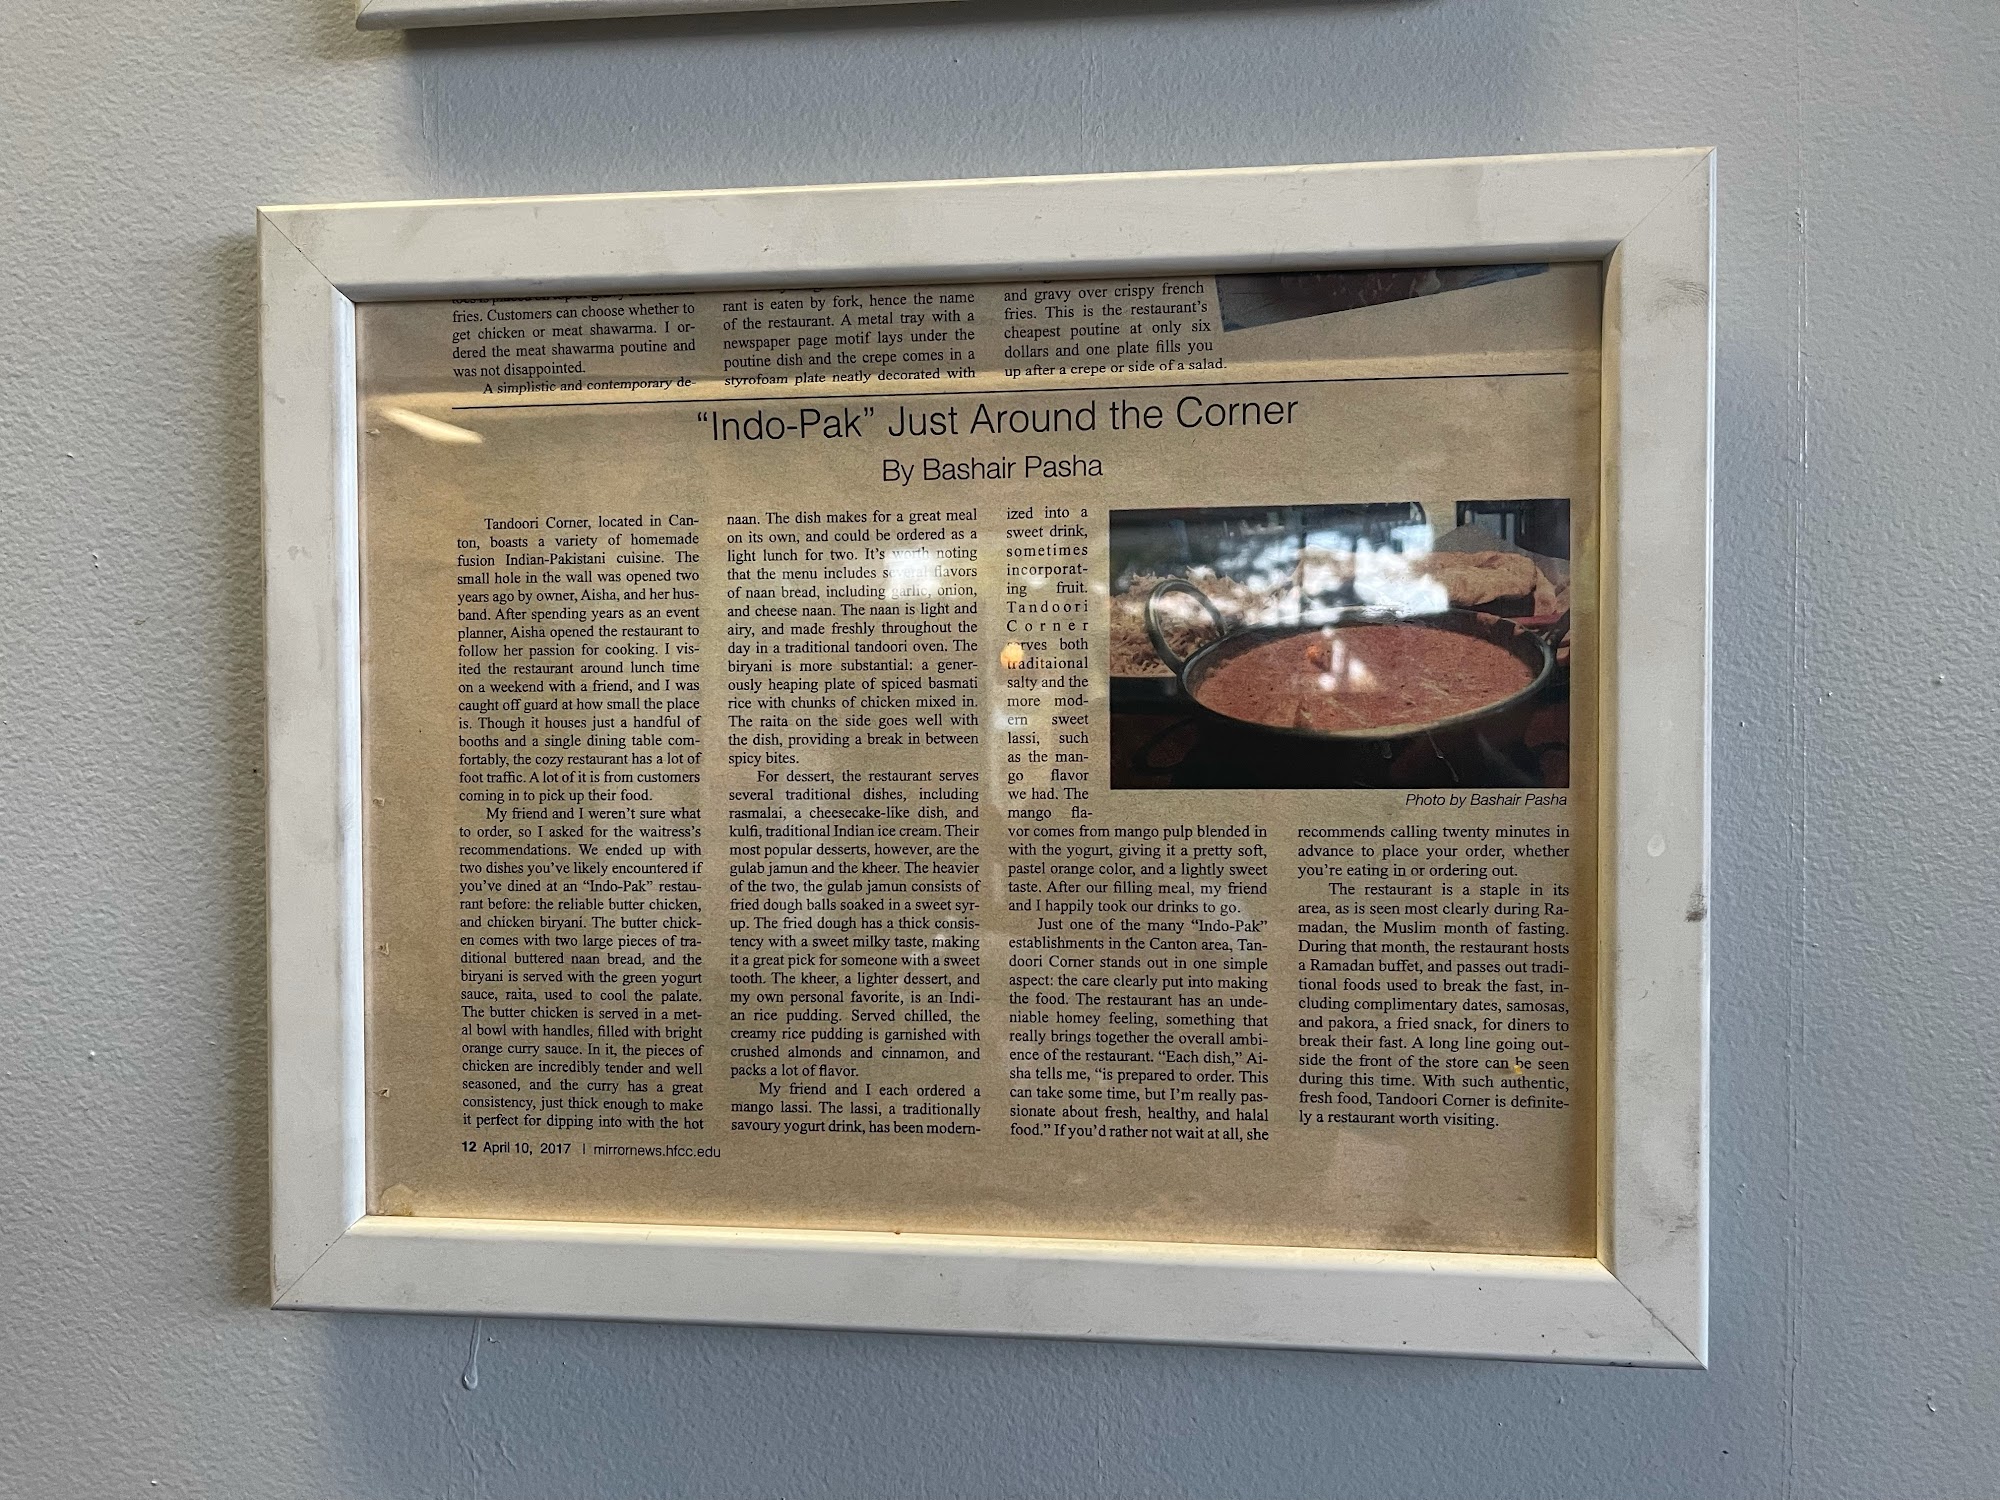 fries. Customers can choose whether to
get chicken or meat shawarma. I or-
dered the meat shawarma poutine and
was not disappointed.
A simplistic and contemporary de-
rant is eaten by fork, hence the name
of the restaurant. A metal tray with a
newspaper page motif lays under the
poutine dish and the crepe comes in a
styrofoam plate neatly decorated with
and gravy over crispy french
fries. This is the restaurant's
cheapest poutine at only six
dollars and one plate fills you
up after a crepe or side of a salad.
“Indo-Pak” Just Around the Corner
By Bashair Pasha
Tandoori Corner, located in Can-
ton, boasts a variety of homemade
fusion Indian-Pakistani cuisine. The
small hole in the wall was opened two
years ago by owner, Aisha, and her hus-
band. After spending years as an event
planner, Aisha opened the restaurant to
follow her passion for cooking. I vis-
ited the restaurant around lunch time
on a weekend with a friend, and I was
caught off guard at how small the place
is. Though it houses just a handful of
booths and a single dining table com-
fortably, the cozy restaurant has a lot of
foot traffic. A lot of it is from customers
coming in to pick up their food.
My friend and I weren't sure what
to order, so I asked for the waitress's
recommendations. We ended up with
two dishes you've likely encountered if
you've dined at an “Indo-Pak” restau-
rant before: the reliable butter chicken,
and chicken biryani. The butter chick-
en comes with two large pieces of tra-
ditional buttered naan bread, and the
biryani is served with the green yogurt
sauce, raita, used to cool the palate.
The butter chicken is served in a met-
al bowl with handles, filled with bright
orange curry sauce. In it, the pieces of
chicken are incredibly tender and well
seasoned, and the curry has a great
consistency, just thick enough to make
it perfect for dipping into with the hot
naan. The dish makes for a great meal
on its own, and could be ordered as a
light lunch for two. It's worth noting
that the menu includes several flavors
of naan bread, including garlic, onion,
and cheese naan. The naan is light and
airy, and made freshly throughout the
day in a traditional tandoori oven. The
biryani is more substantial: a gener-
ously heaping plate of spiced basmati
rice with chunks of chicken mixed in.
The raita on the side goes well with
the dish, providing a break in between
spicy bites.
For dessert, the restaurant serves
several traditional dishes, including
rasmalai, a cheesecake-like dish, and
kulfi, traditional Indian ice cream. Their
most popular desserts, however, are the
gulab jamun and the kheer. The heavier
of the two, the gulab jamun consists of
fried dough balls soaked in a sweet syr-
up. The fried dough has a thick consis-
tency with a sweet milky taste, making
it a great pick for someone with a sweet
tooth. The kheer, a lighter dessert, and
my own personal favorite, is an Indi-
an rice pudding. Served chilled, the
creamy rice pudding is garnished with
crushed almonds and cinnamon, and
packs a lot of flavor.
My friend and I each ordered a
mango lassi. The lassi, a traditionally
savoury yogurt drink, has been modern-
ized into a
sweet drink,
sometimes
incorporat-
ing fruit.
Tandoori
Corner
serves both
traditaional
salty and the
more mod-
ern sweet
lassi, such
as the man-
go flavor
we had. The
mango fla-
vor comes from mango pulp blended in
with the yogurt, giving it a pretty soft,
pastel orange color, and a lightly sweet
taste. After our filling meal, my friend
and I happily took our drinks to go.
Just one of the many “Indo-Pak”
establishments in the Canton area, Tan-
doori Corner stands out in one simple
aspect: the care clearly put into making
the food. The restaurant has an unde-
niable homey feeling, something that
really brings together the overall ambi-
ence of the restaurant. “Each dish,” Ai-
sha tells me, “is prepared to order. This
can take some time, but I'm really pas-
sionate about fresh, healthy, and halal
food.” If you'd rather not wait at all, she
Photo by Bashair Pasha
recommends calling twenty minutes in
advance to place your order, whether
you're eating in or ordering out.
The restaurant is a staple in its
area, as is seen most clearly during Ra-
madan, the Muslim month of fasting.
During that month, the restaurant hosts
a Ramadan buffet, and passes out tradi-
tional foods used to break the fast, in-
cluding complimentary dates, samosas,
and pakora, a fried snack, for diners to
break their fast. A long line going out-
side the front of the store can be seen
during this time. With such authentic,
fresh food, Tandoori Corner is definite-
ly a restaurant worth visiting.
12 April 10, 2017 | mirrornews.hfcc.edu